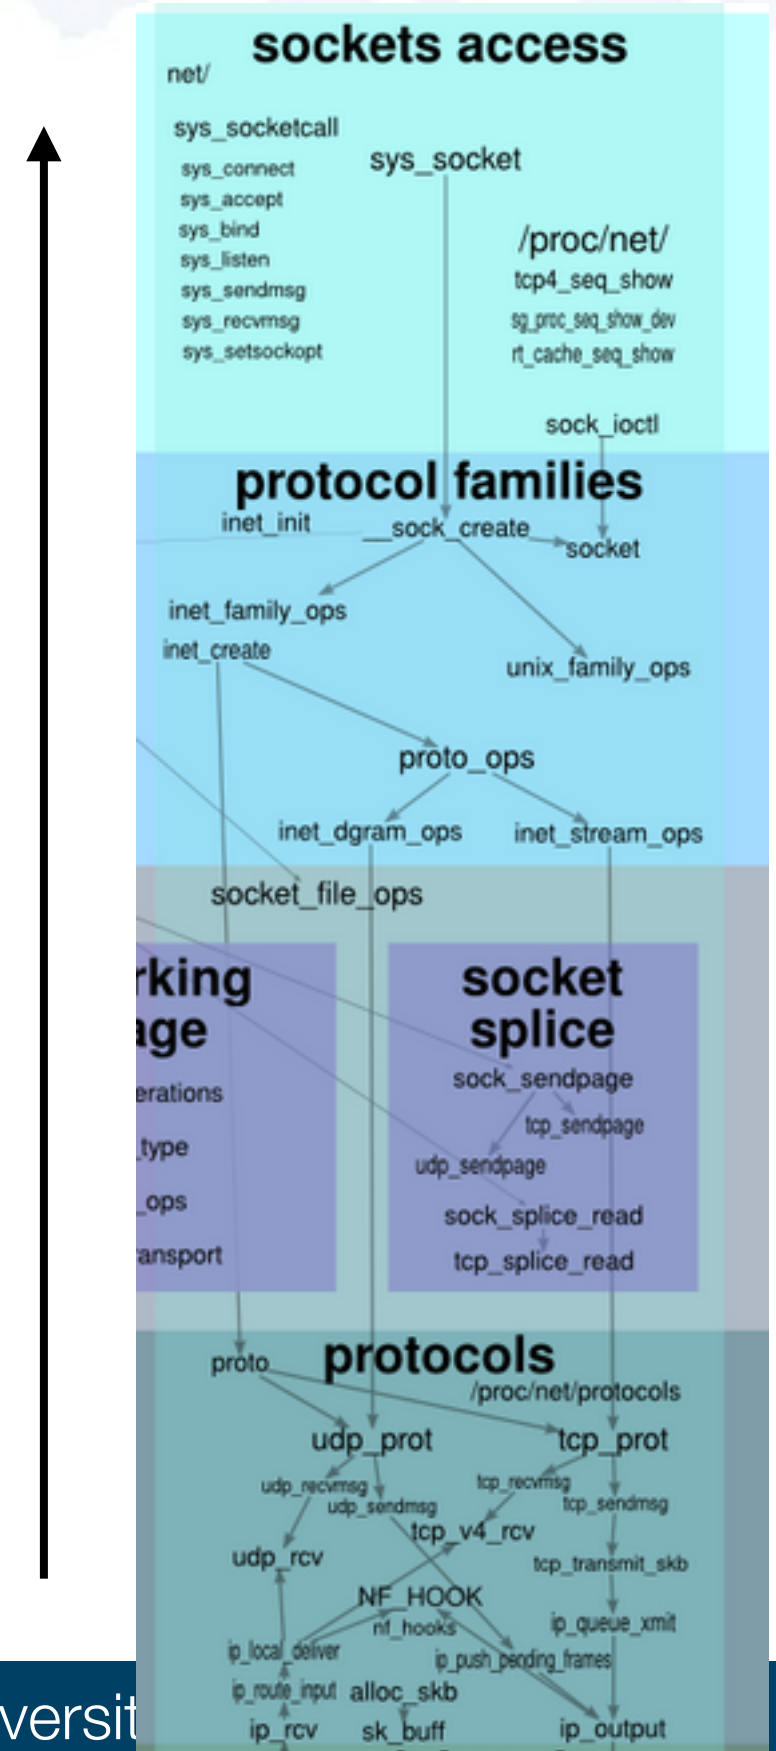 sockets access
net/
sys_socketcall
sys_socket
sys_connect
sys_accept
sys_bind
sys_listen
sys_sendmsg
sys_recvmsg
sys_setsockopt
/proc/net/
tcp4_seq_show
sg_proc_seq_show_dev
rt_cache_seq_show
sock_ioctl
protocol families
inet_init
__sock_create
socket
inet_family_ops
inet_create
unix_family_ops
proto_ops
inet_dgram_ops
inet_stream_ops
socket_file_ops
rking
age
erations
_type
_ops
ansport
socket
splice
sock_sendpage
tcp_sendpage
udp_sendpage
sock_splice_read
tcp_splice_read
protocols
proto
/proc/net/protocols
udp_prot
tcp_prot
udp_recvmsg
udp_sendmsg
tcp_recvmsg
tcp_sendmsg
tcp_v4_rcv
udp_rcv
tcp_transmit_skb
NF_HOOK
nf_hooks
ip_queue_xmit
ip_local_deliver
ip_push_pending_frames
ip_route_input
alloc_skb
ip_rcv
sk_buff
ip_output
versit